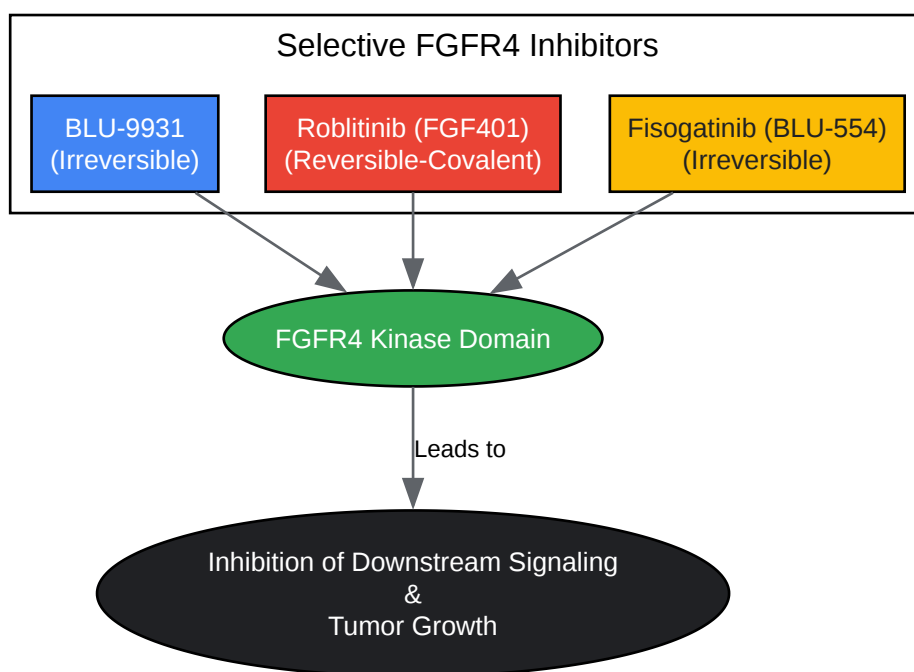 Selective FGFR4 Inhibitors
BLU-9931
(Irreversible)
Roblitinib (FGF401)
(Reversible-Covalent)
Fisogatinib (BLU-554)
(Irreversible)
FGFR4 Kinase Domain
Leads to
Inhibition of Downstream Signaling
&
Tumor Growth